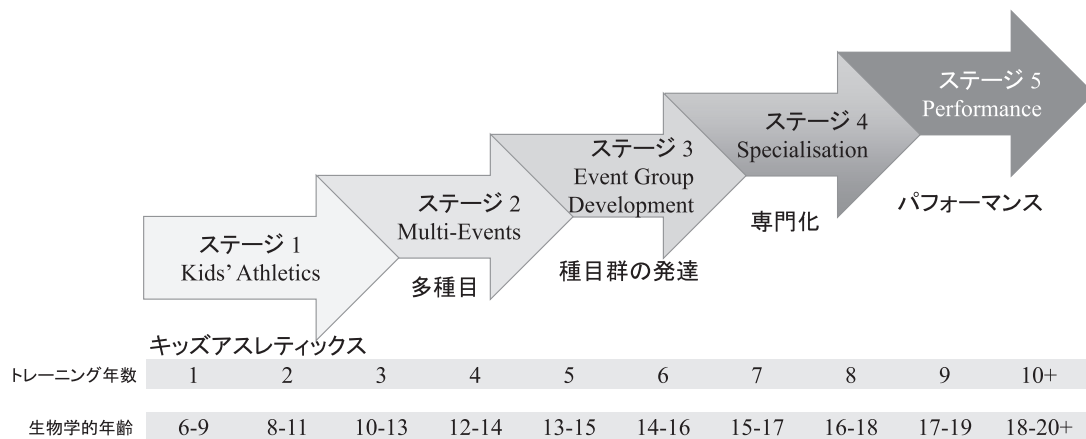 ステージ 1
Kids’ Athletics
キッズアスレティックス
ステージ 2
Multi-Events
多種目
ステージ 3
Event Group
Development
種目群の発達
ステージ 4
Specialisation
専門化
ステージ 5
Performance
パフォーマンス
トレーニング年数 1 2 3 4 5 6 7 8 9 10+
生物学的年齢 6-9 8-11 10-13 12-14 13-15 14-16 15-17 16-18 17-19 18-20+